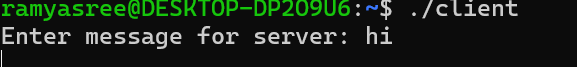 ramyasree@DESKTOP-DP2O9U6:~$ ./client
Enter message for server: hi